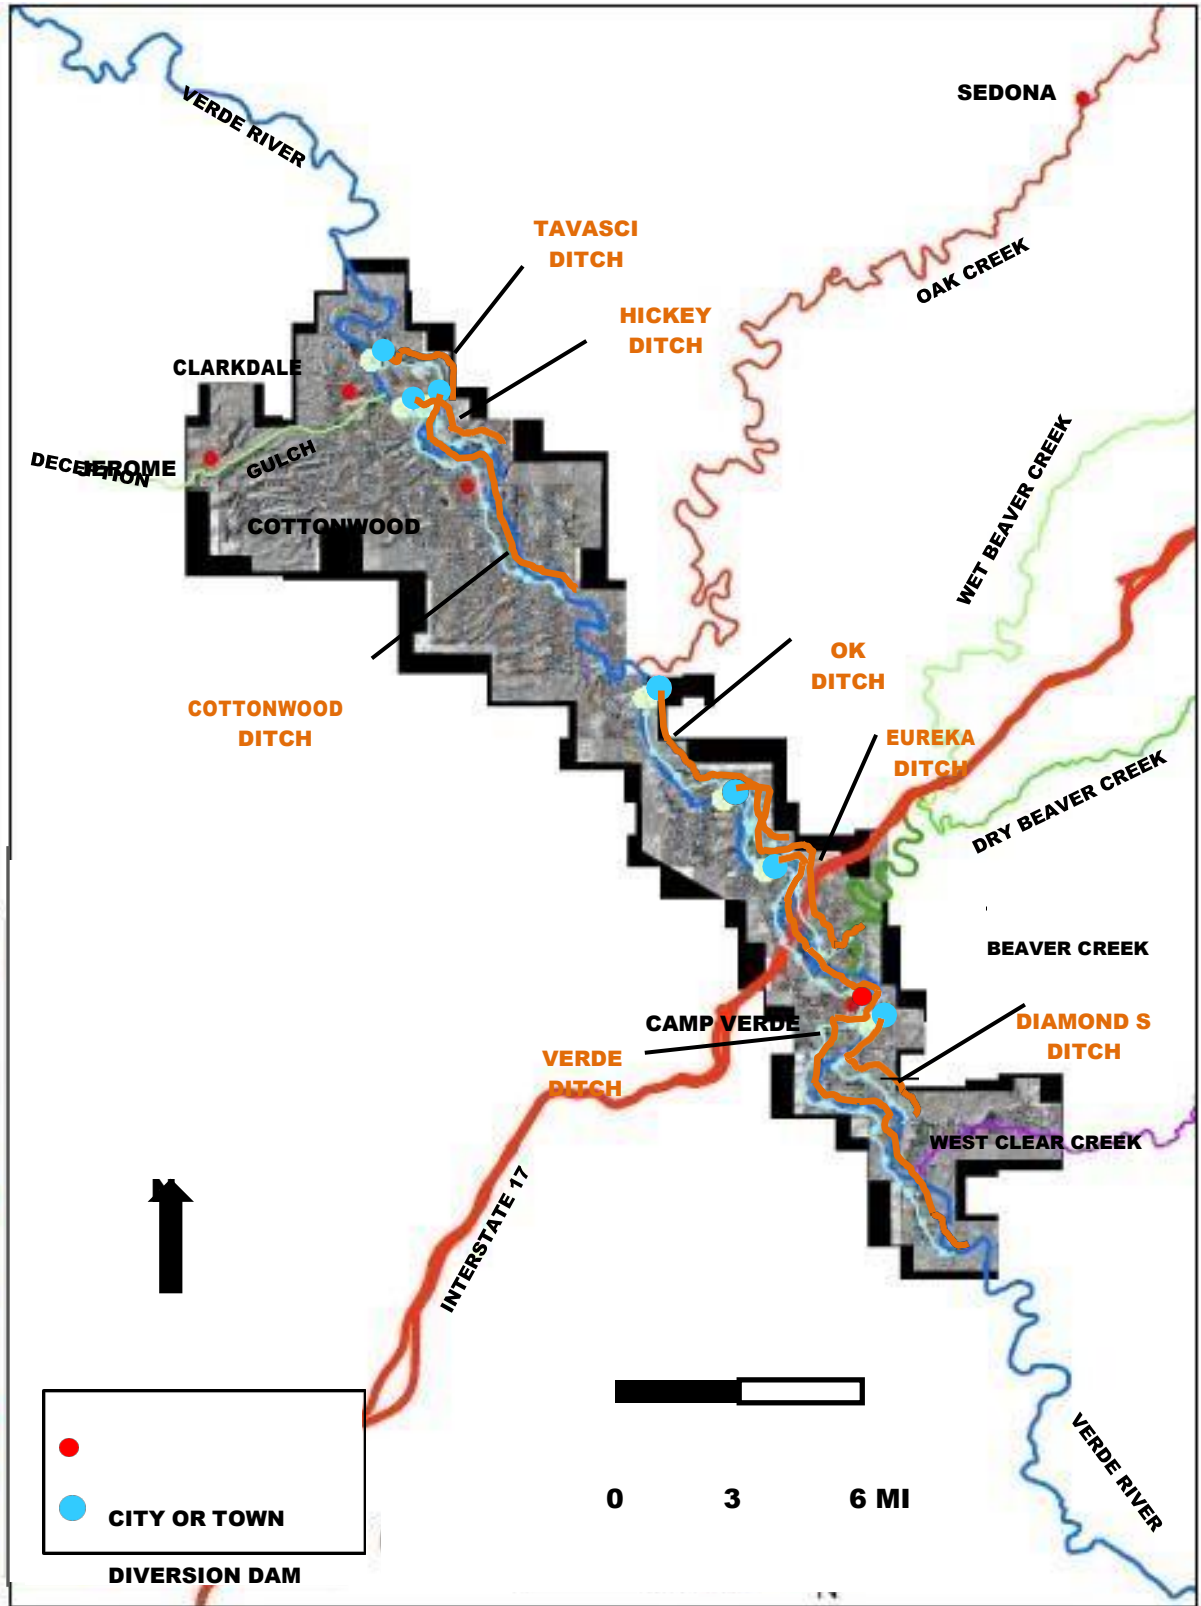 SEDONA
VERDE RIVER
TAVASCI
DITCH
OAK CREEK
HICKEY
DITCH
CLARKDALE
WET BEAVER CREEK
GULCH
DECEPTION
JEROME
COTTONWOOD
OK
DITCH
COTTONWOOD
DITCH
EUREKA
DITCH
DRY BEAVER CREEK
BEAVER CREEK
CAMP VERDE
DIAMOND S
DITCH
VERDE
DITCH
WEST CLEAR CREEK
N
INTERSTATE 17
VERDE RIVER
0 3 6 MI
CITY OR TOWN
DIVERSION DAM